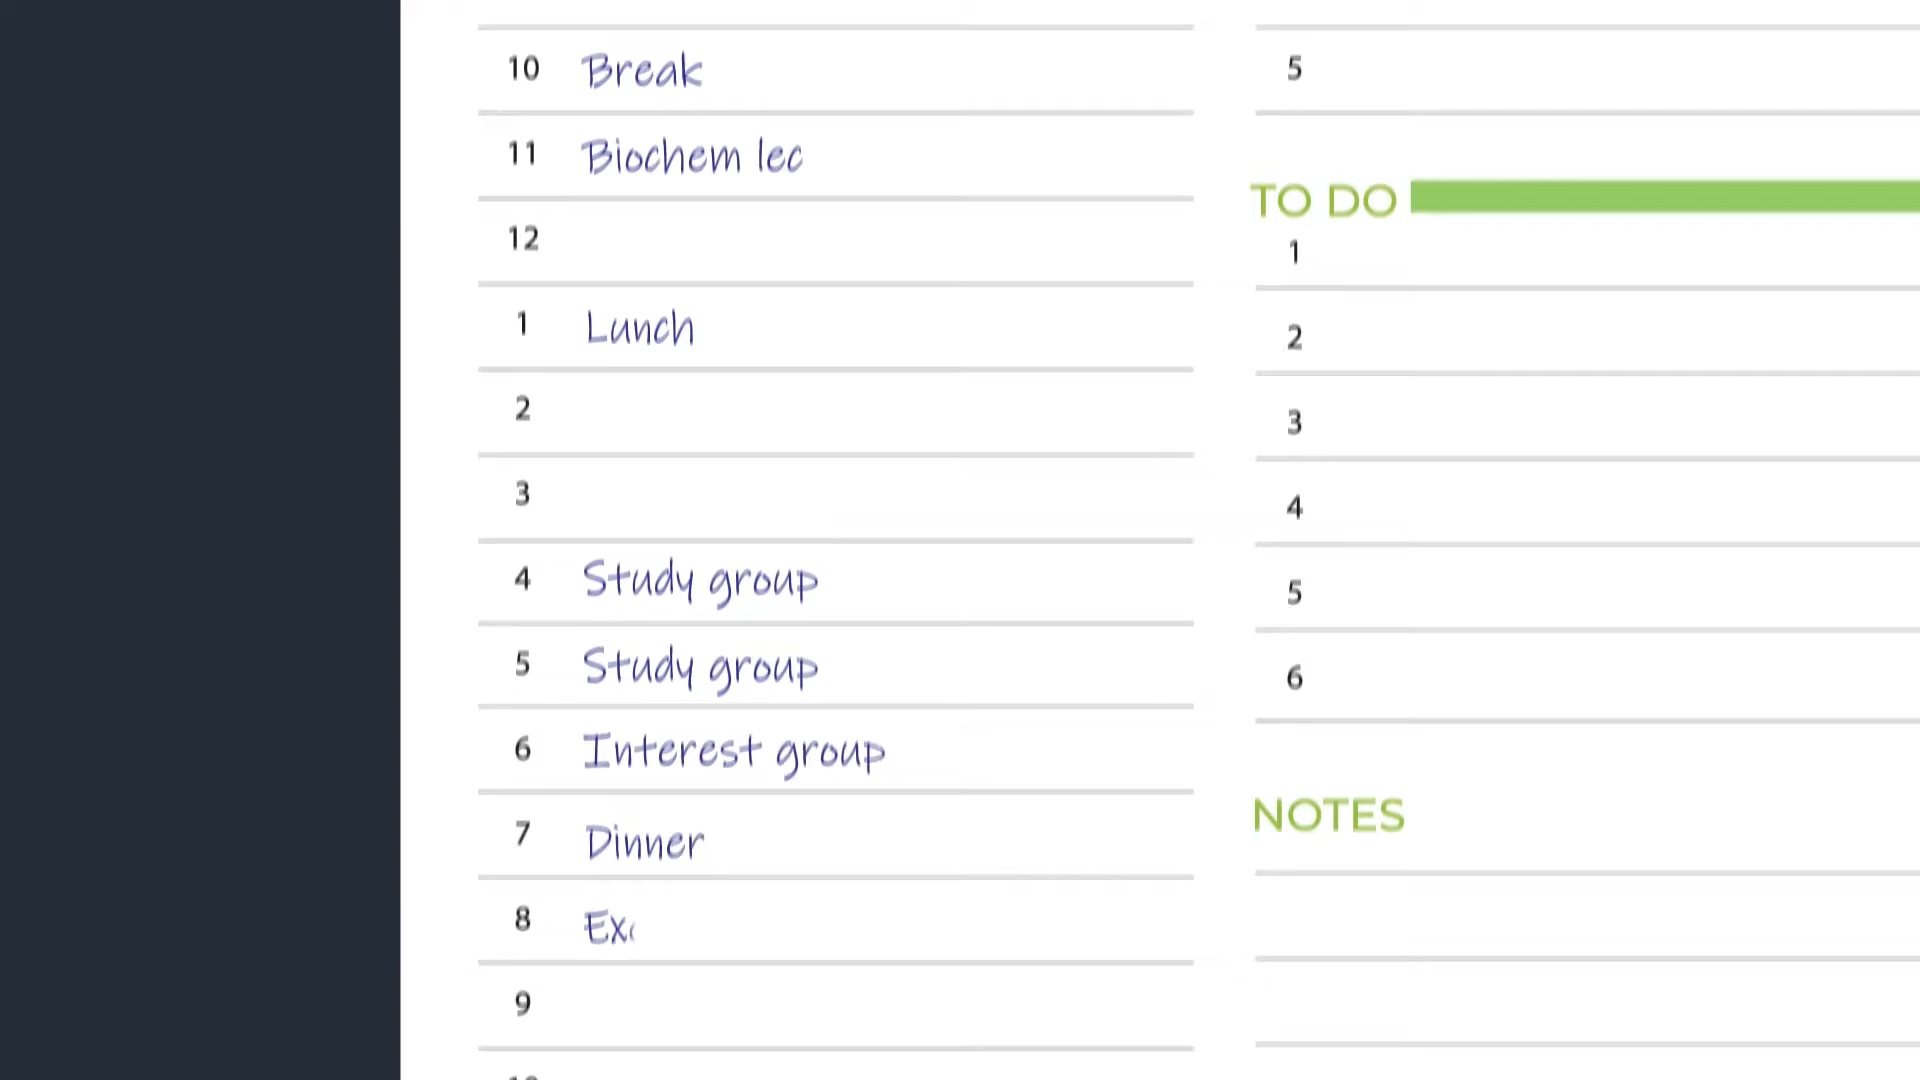 10 Break
11 Biochem lec
12
1 Lunch
2
3
4 Study group
5 Study group
6 Interest group
7 Dinner
8
9
5
TO DO
1
2
3
4
5
6
NOTES